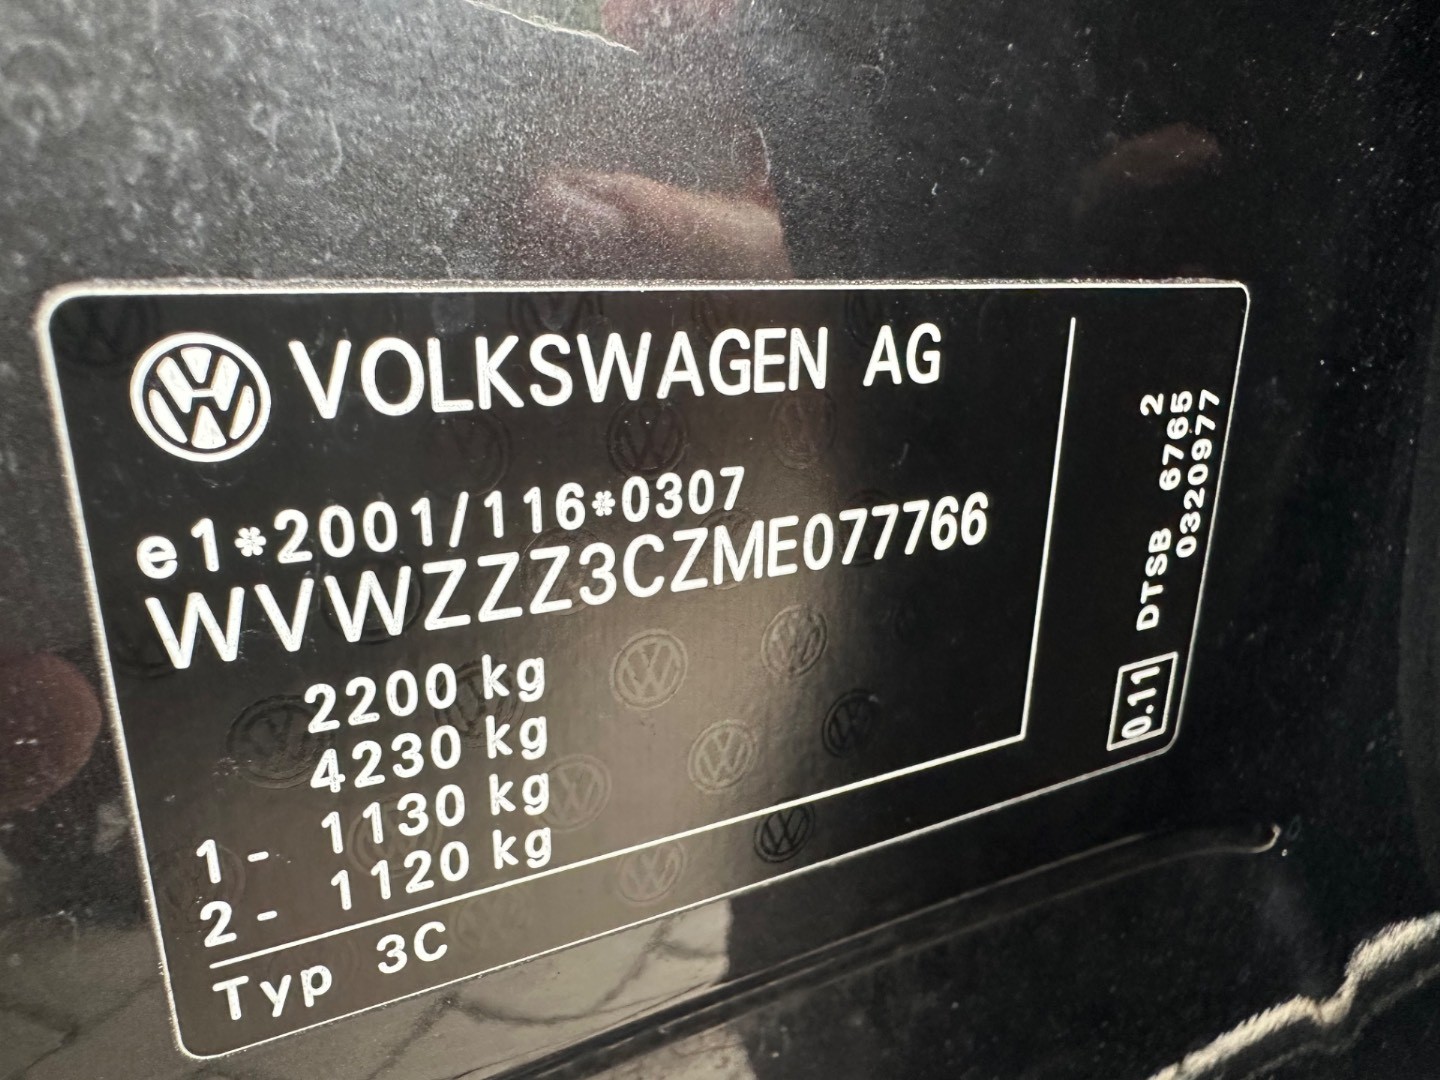 VOLKSWAGEN AG
e1*2001/116*0307
WVWZZZ3CZME077766
2200 kg
4230 kg
1 - 1130 kg
2 - 1120 kg
Typ 3C
0.11 DTSB 6765 2
0320977